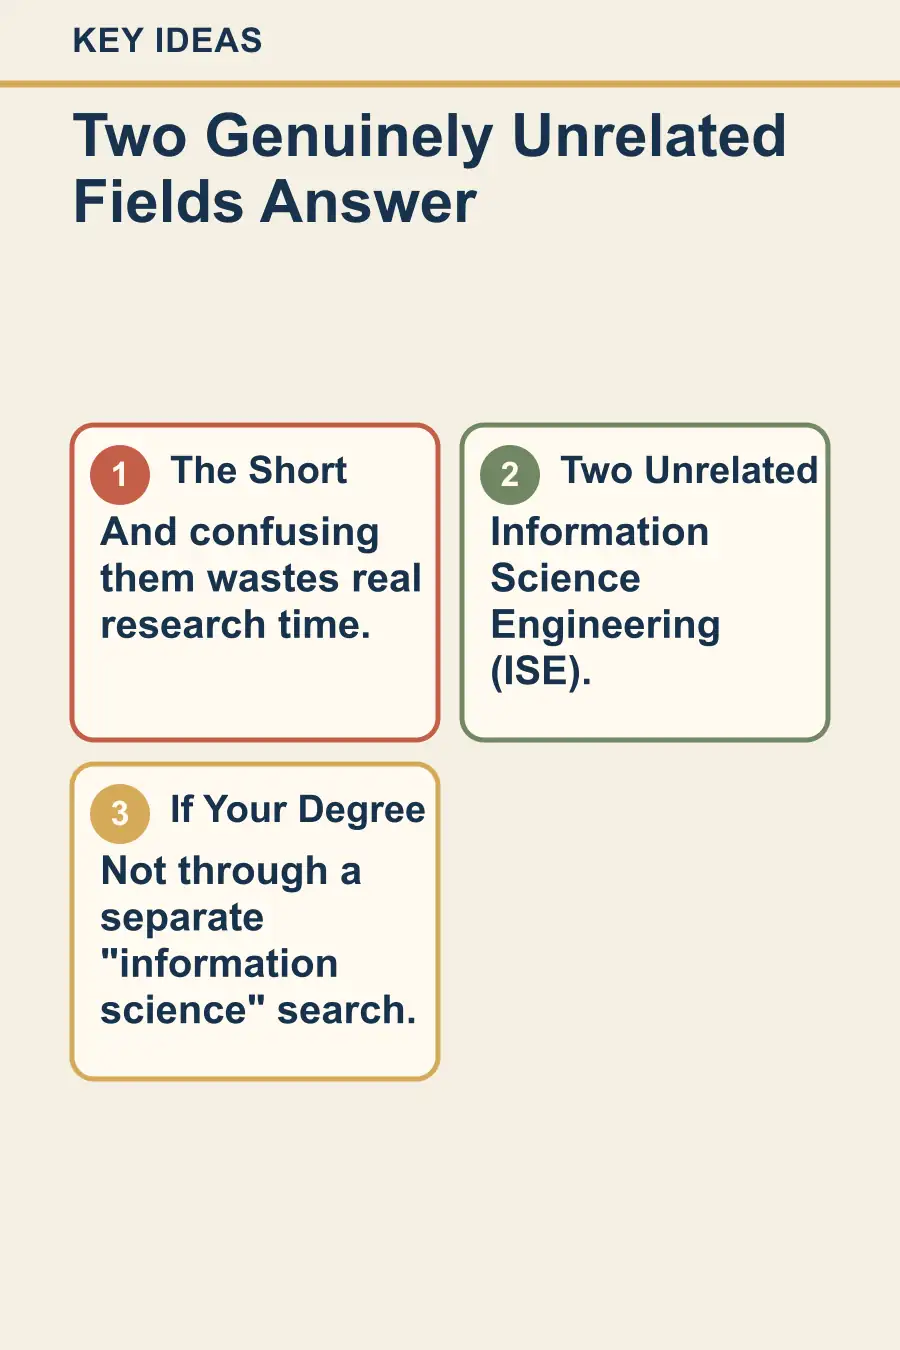 KEY IDEAS
Two Genuinely Unrelated
Fields Answer
1
The Short
And confusing
them wastes real
research time.
2
Two Unrelated
Information
Science
Engineering
(ISE).
3
If Your Degree
Not through a
separate
"information
science" search.